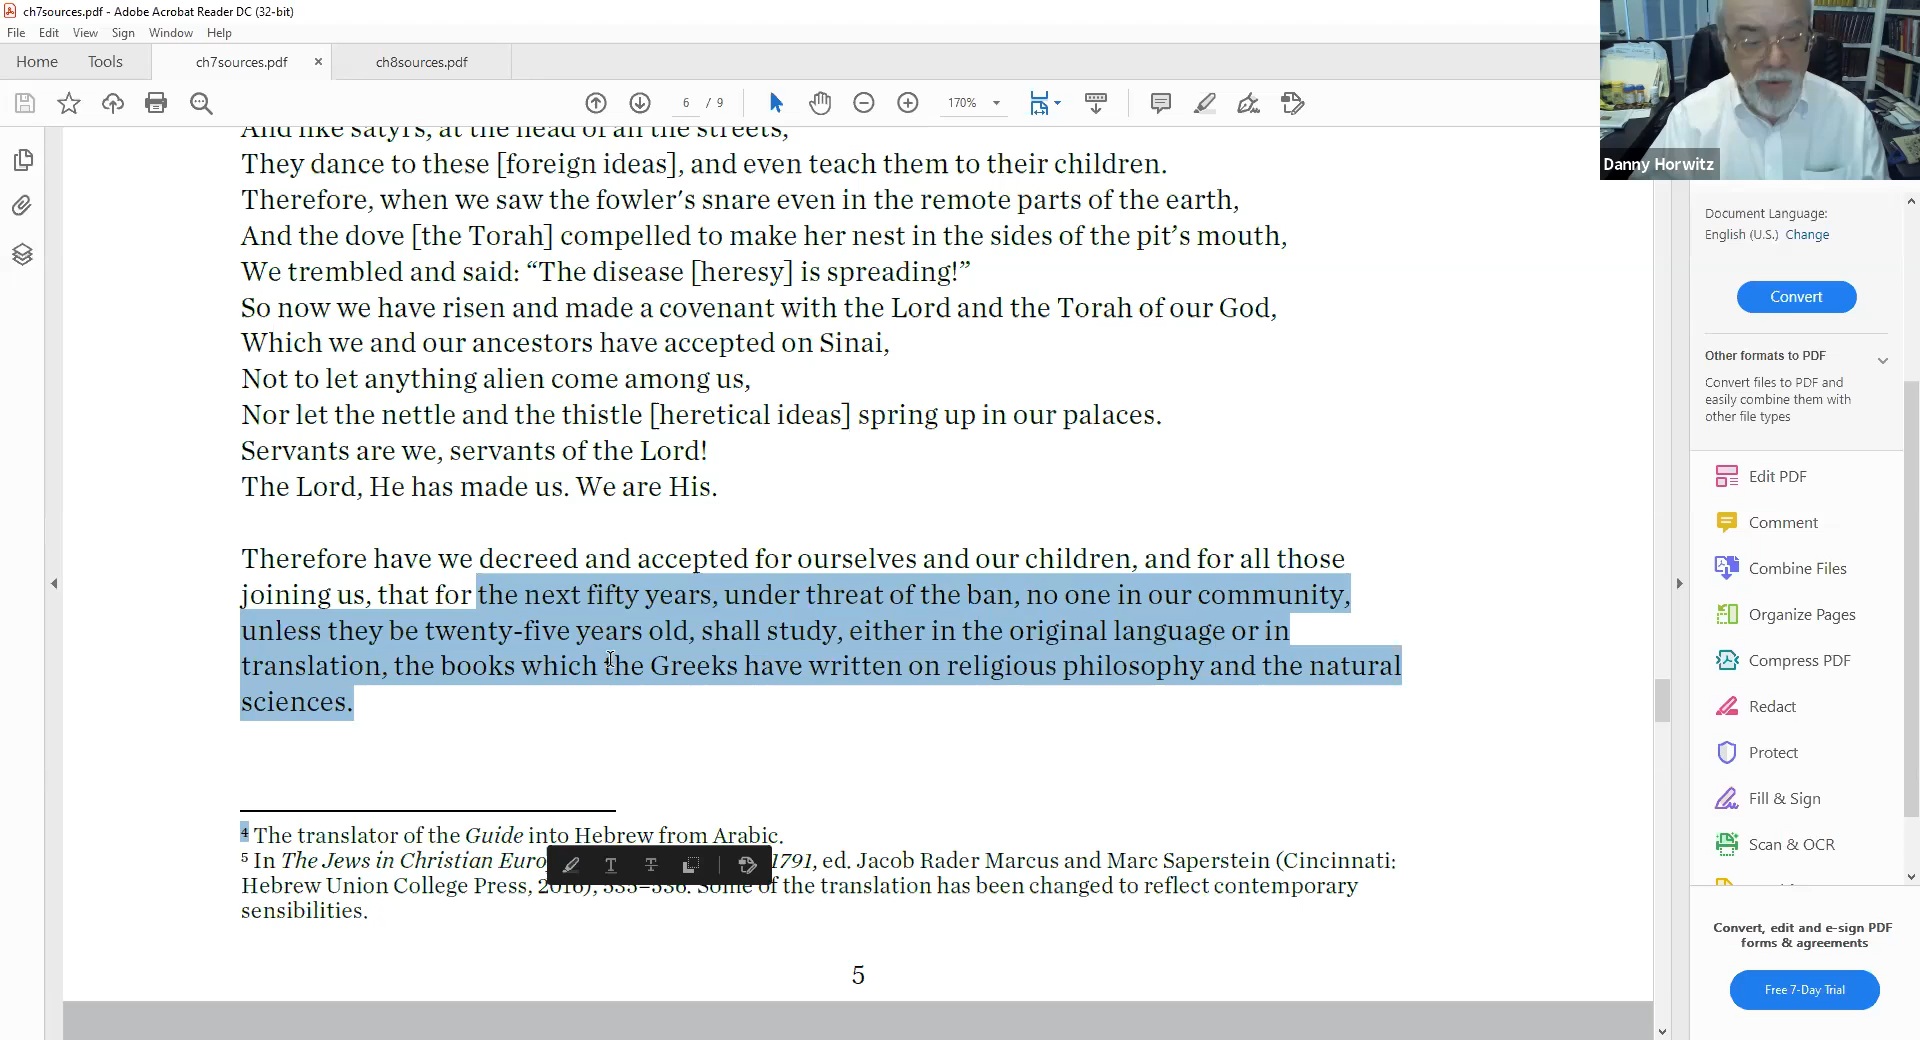 ch7sources.pdf - Adobe Acrobat Reader DC (32-bit)
File Edit View Sign Window Help
Home Tools ch7sources.pdf × ch8sources.pdf
6 / 9 170%
Danny Horwitz
And like satyrs, at the head of all the streets,
They dance to these [foreign ideas], and even teach them to their children.
Therefore, when we saw the fowler's snare even in the remote parts of the earth,
And the dove [the Torah] compelled to make her nest in the sides of the pit’s mouth,
We trembled and said: “The disease [heresy] is spreading!”
So now we have risen and made a covenant with the Lord and the Torah of our God,
Which we and our ancestors have accepted on Sinai,
Not to let anything alien come among us,
Nor let the nettle and the thistle [heretical ideas] spring up in our palaces.
Servants are we, servants of the Lord!
The Lord, He has made us. We are His.
Therefore have we decreed and accepted for ourselves and our children, and for all those
joining us, that for the next fifty years, under threat of the ban, no one in our community,
unless they be twenty-five years old, shall study, either in the original language or in
translation, the books which the Greeks have written on religious philosophy and the natural
sciences.
4 The translator of the Guide into Hebrew from Arabic.
5 In The Jews in Christian 1791, ed. Jacob Rader Marcus and Marc Saperstein (Cincinnati:
Hebrew Union College Press, 2016), 535–536. Some of the translation has been changed to reflect contemporary
sensibilities.
5
Document Language:
English (U.S.) Change
Convert
Other formats to PDF
Convert files to PDF and
easily combine them with
other file types
Edit PDF
Comment
Combine Files
Organize Pages
Compress PDF
Redact
Protect
Fill & Sign
Scan & OCR
Convert, edit and e-sign PDF
forms & agreements
Free 7-Day Trial